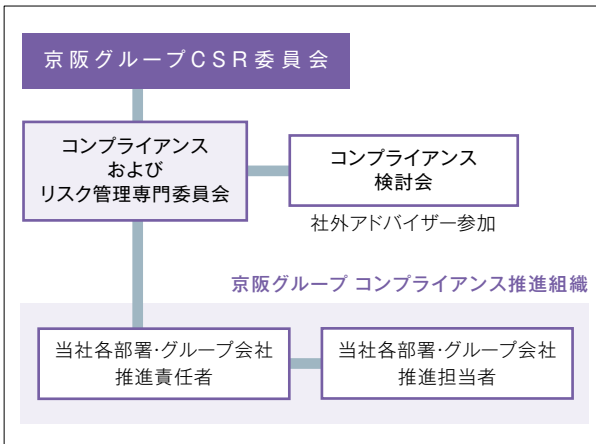 京阪グループCSR委員会
コンプライアンス
および
リスク管理専門委員会
コンプライアンス
検討会
社外アドバイザー参加
京阪グループ コンプライアンス推進組織
当社各部署・グループ会社
推進責任者
当社各部署・グループ会社
推進担当者